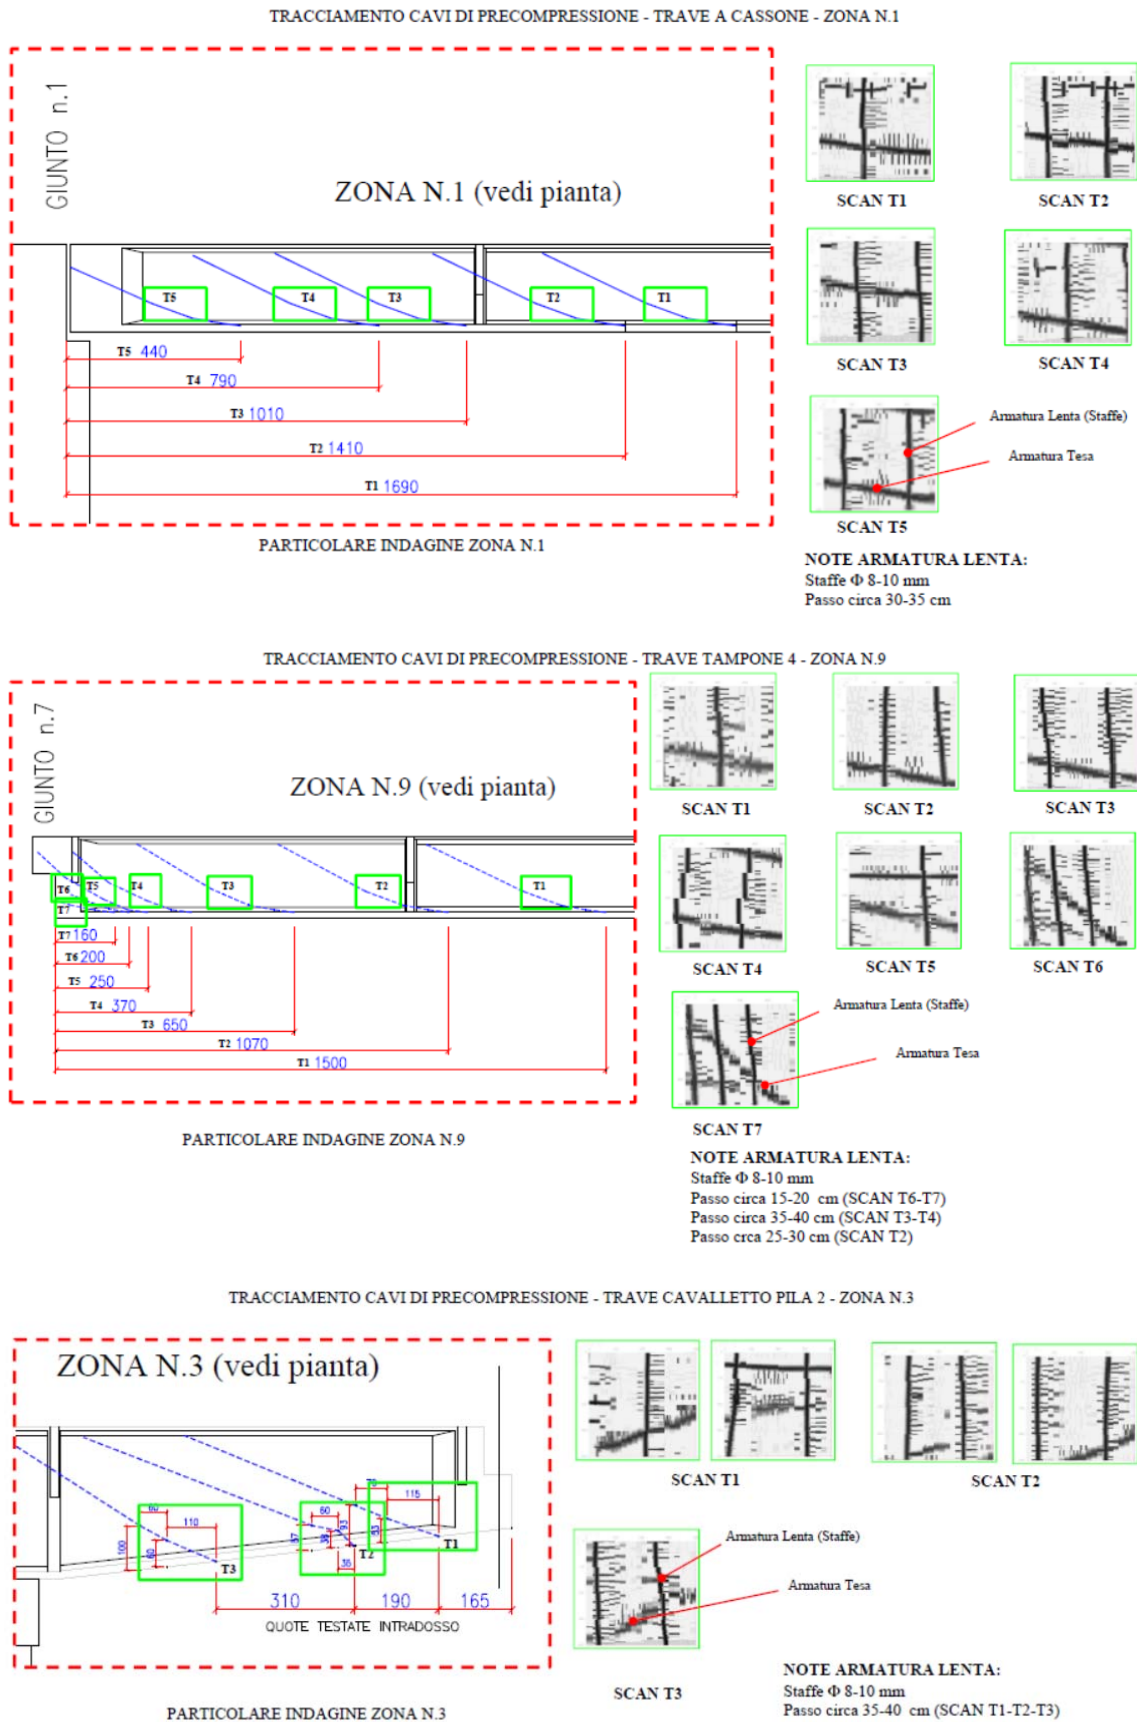 TRACCIAMENTO CAVI DI PRECOMPRESSIONE - TRAVE A CASSONE - ZONA N.1
GIUNTO n.1
ZONA N.1 (vedi pianta)
T5
T4
T3
T2
T1
T5 440
T4 790
T3 1010
T2 1410
T1 1690
PARTICOLARE INDAGINE ZONA N.1
SCAN T1
SCAN T2
SCAN T3
SCAN T4
Armatura Lenta (Staffe)
Armatura Tesa
SCAN T5
NOTE ARMATURA LENTA:
Staffe Φ 8-10 mm
Passo circa 30-35 cm
TRACCIAMENTO CAVI DI PRECOMPRESSIONE - TRAVE TAMPONE 4 - ZONA N.9
GIUNTO n.7
ZONA N.9 (vedi pianta)
T6
T5
T4
T3
T2
T1
T7
T7 160
T6 200
T5 250
T4 370
T3 650
T2 1070
T1 1500
PARTICOLARE INDAGINE ZONA N.9
SCAN T1
SCAN T2
SCAN T3
SCAN T4
SCAN T5
SCAN T6
Armatura Lenta (Staffe)
Armatura Tesa
SCAN T7
NOTE ARMATURA LENTA:
Staffe Φ 8-10 mm
Passo circa 15-20 cm (SCAN T6-T7)
Passo circa 35-40 cm (SCAN T3-T4)
Passo crca 25-30 cm (SCAN T2)
TRACCIAMENTO CAVI DI PRECOMPRESSIONE - TRAVE CAVALLETTO PILA 2 - ZONA N.3
ZONA N.3 (vedi pianta)
60
110
100
60
T3
60
93
T2
115
T1
310
190
165
QUOTE TESTATE INTRADOSSO
PARTICOLARE INDAGINE ZONA N.3
SCAN T1
SCAN T2
Armatura Lenta (Staffe)
Armatura Tesa
SCAN T3
NOTE ARMATURA LENTA:
Staffe Φ 8-10 mm
Passo circa 35-40 cm (SCAN T1-T2-T3)